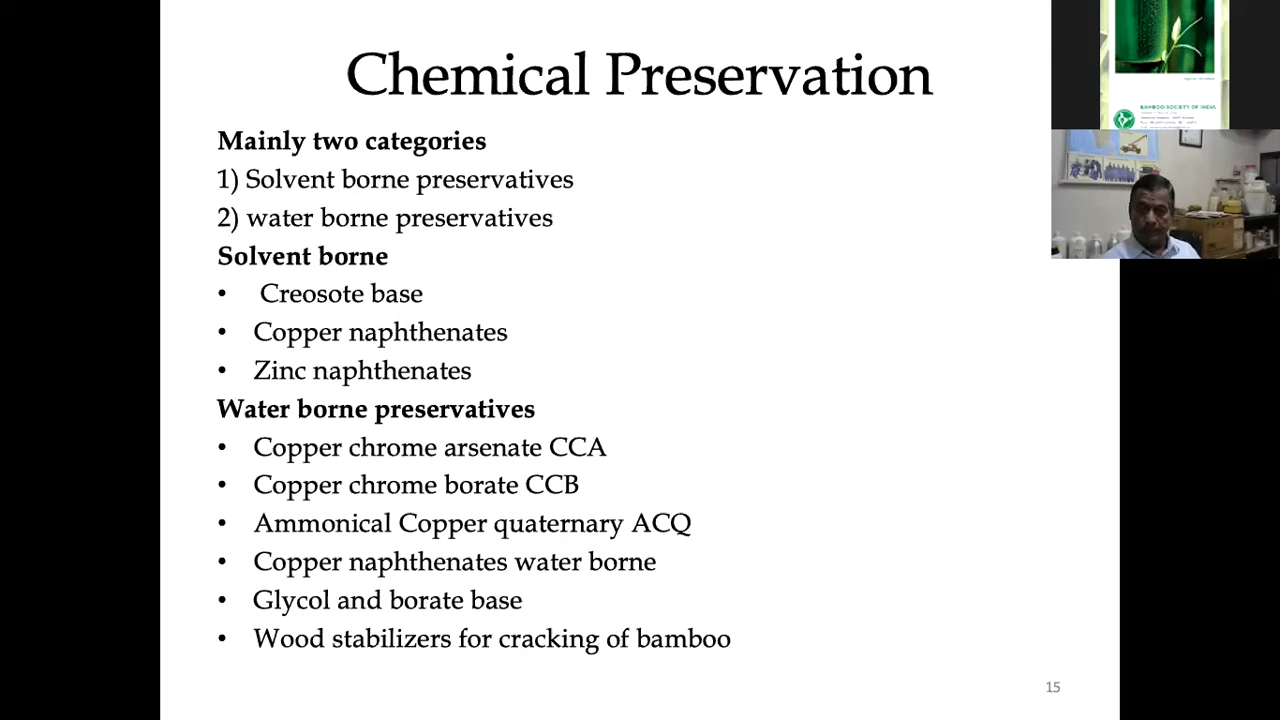 Chemical Preservation
Mainly two categories
1) Solvent borne preservatives
2) water borne preservatives
Solvent borne
• Creosote base
• Copper naphthenates
• Zinc naphthenates
Water borne preservatives
• Copper chrome arsenate CCA
• Copper chrome borate CCB
• Ammonical Copper quaternary ACQ
• Copper naphthenates water borne
• Glycol and borate base
• Wood stabilizers for cracking of bamboo
15
BAMBOO SOCIETY OF INDIA